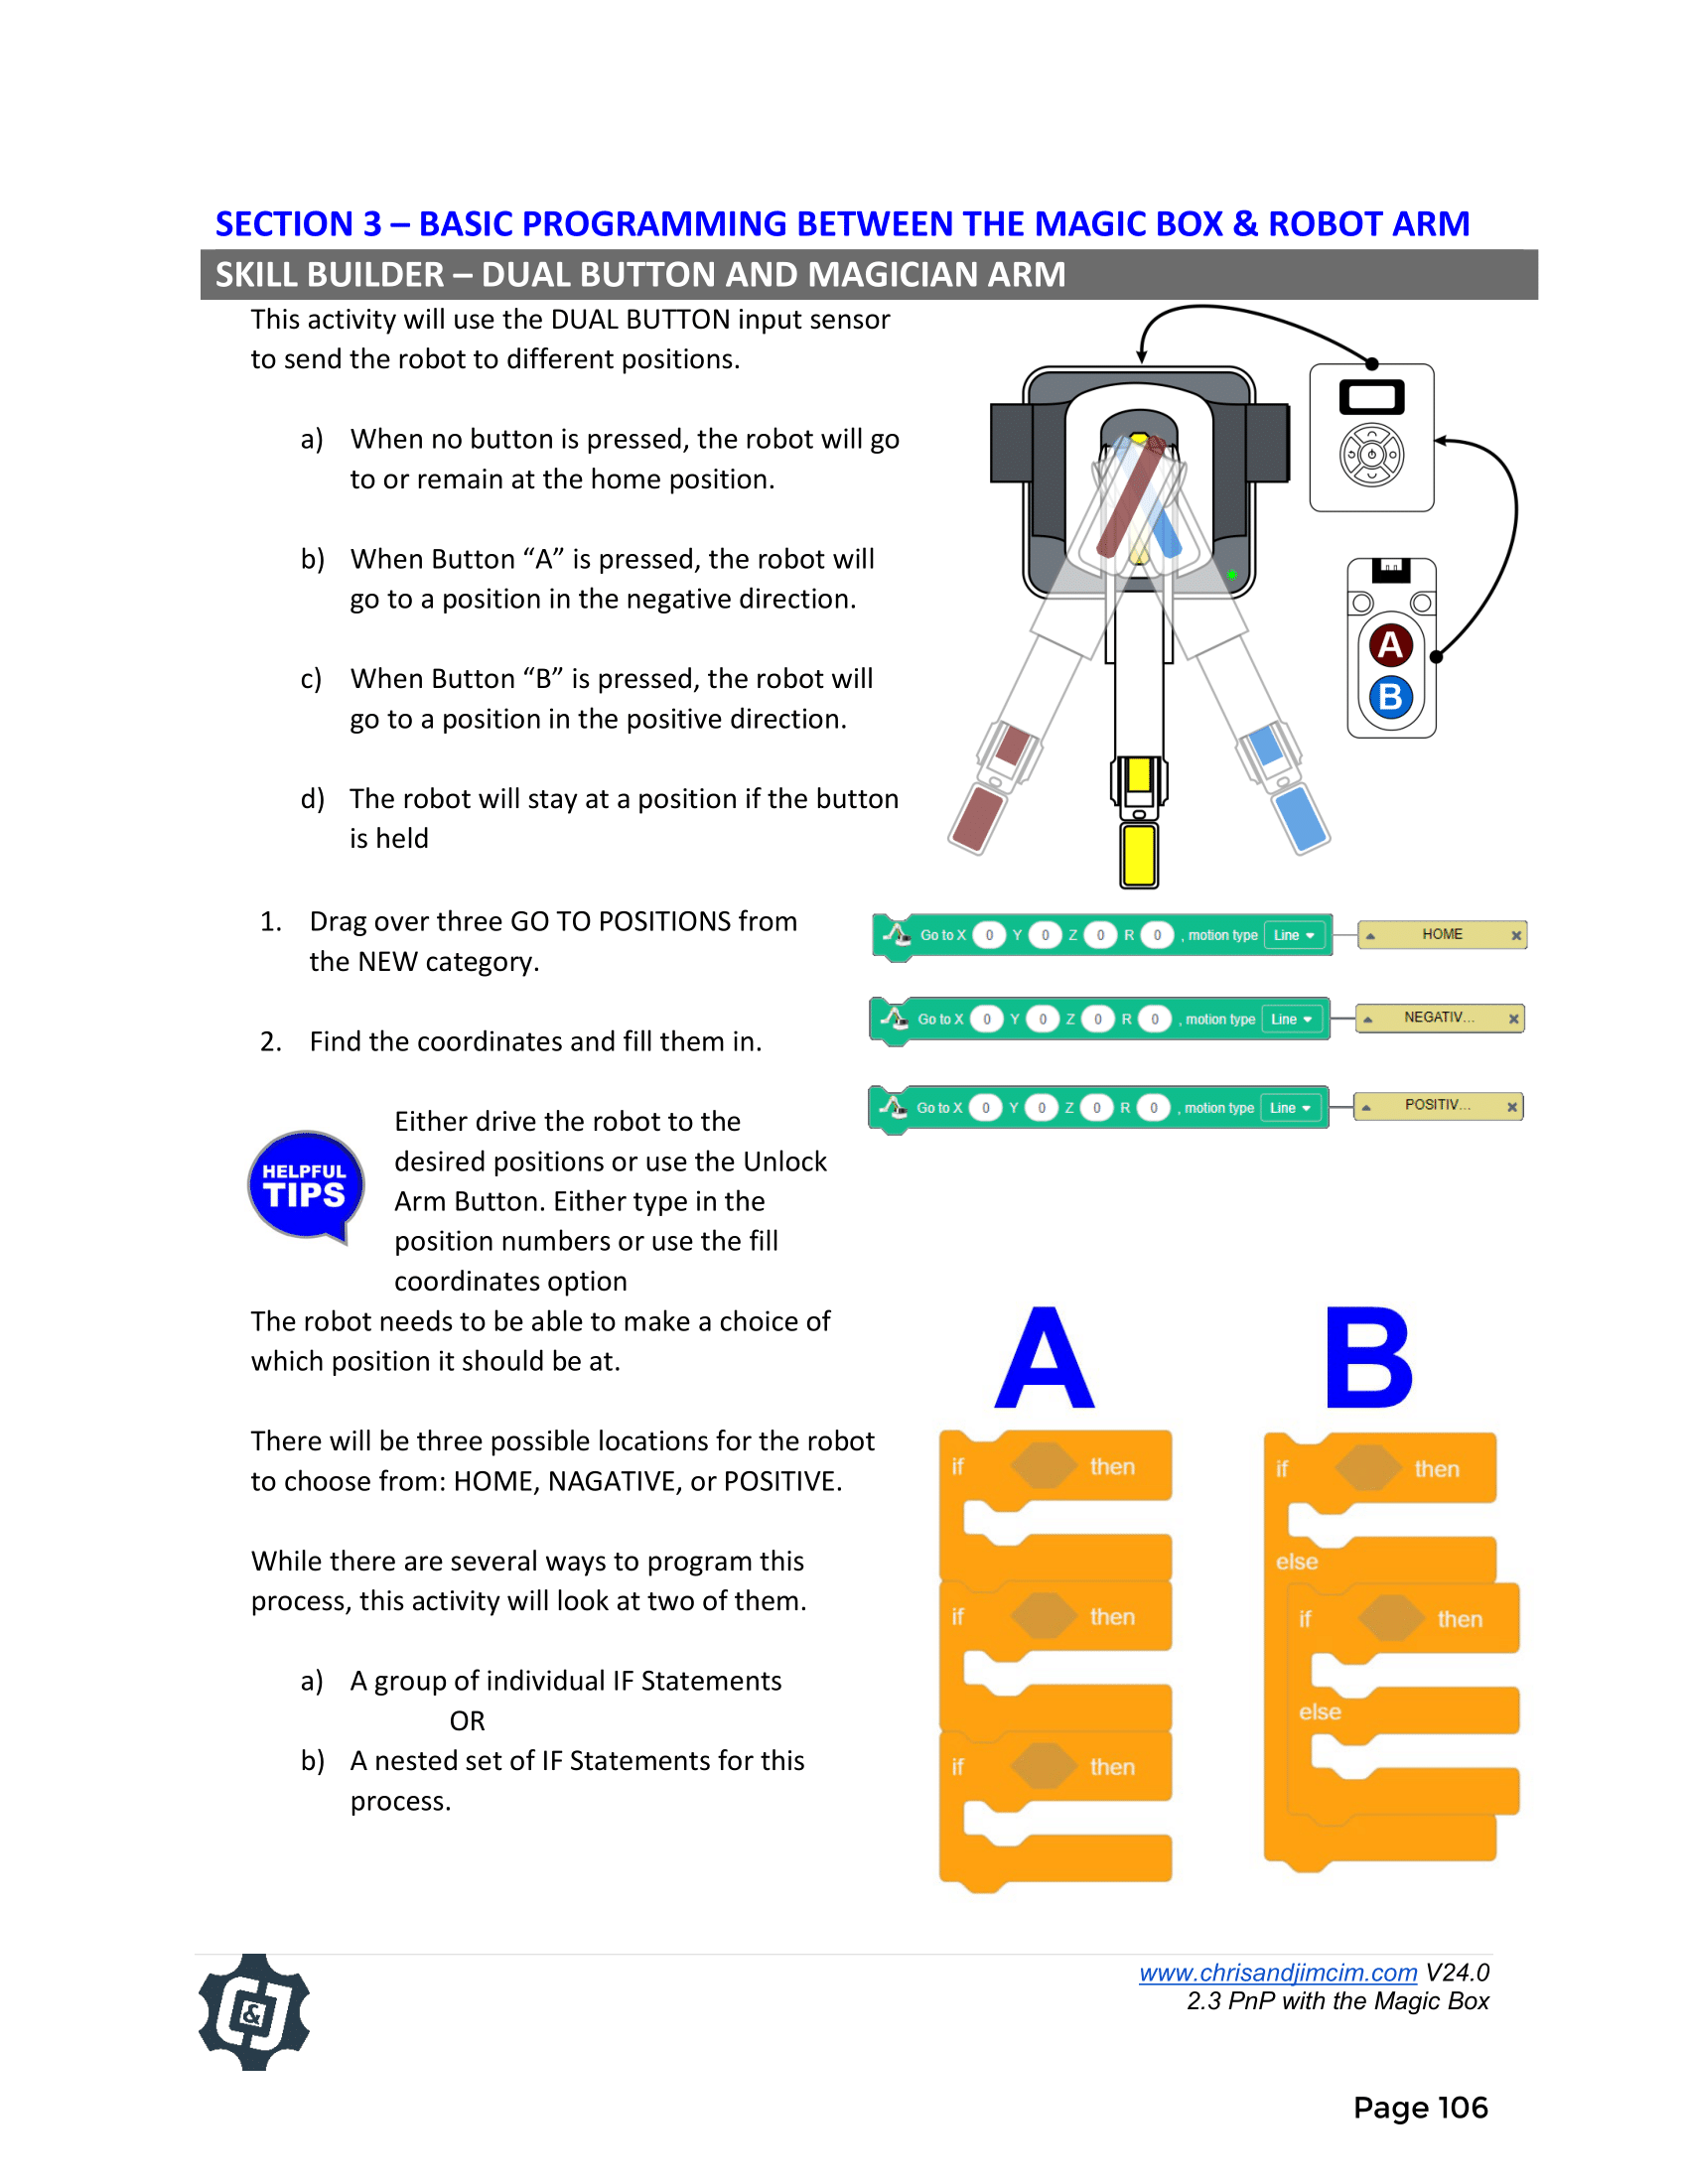 SECTION 3 – BASIC PROGRAMMING BETWEEN THE MAGIC BOX & ROBOT ARM
SKILL BUILDER – DUAL BUTTON AND MAGICIAN ARM
This activity will use the DUAL BUTTON input sensor
to send the robot to different positions.
a) When no button is pressed, the robot will go
to or remain at the home position.
b) When Button “A” is pressed, the robot will
go to a position in the negative direction.
c) When Button “B” is pressed, the robot will
go to a position in the positive direction.
d) The robot will stay at a position if the button
is held
A
B
1. Drag over three GO TO POSITIONS from
the NEW category.
2. Find the coordinates and fill them in.
Go to X 0 Y 0 Z 0 R 0 , motion type Line HOME
Go to X 0 Y 0 Z 0 R 0 , motion type Line NEGATIV...
Go to X 0 Y 0 Z 0 R 0 , motion type Line POSITIV...
HELPFUL
TIPS
Either drive the robot to the
desired positions or use the Unlock
Arm Button. Either type in the
position numbers or use the fill
coordinates option
The robot needs to be able to make a choice of
which position it should be at.
There will be three possible locations for the robot
to choose from: HOME, NAGATIVE, or POSITIVE.
While there are several ways to program this
process, this activity will look at two of them.
a) A group of individual IF Statements
OR
b) A nested set of IF Statements for this
process.
A
if then
if then
if then
B
if then
else
if then
else
C&J
www.chrisandjimcim.com V24.0
2.3 PnP with the Magic Box
Page 106